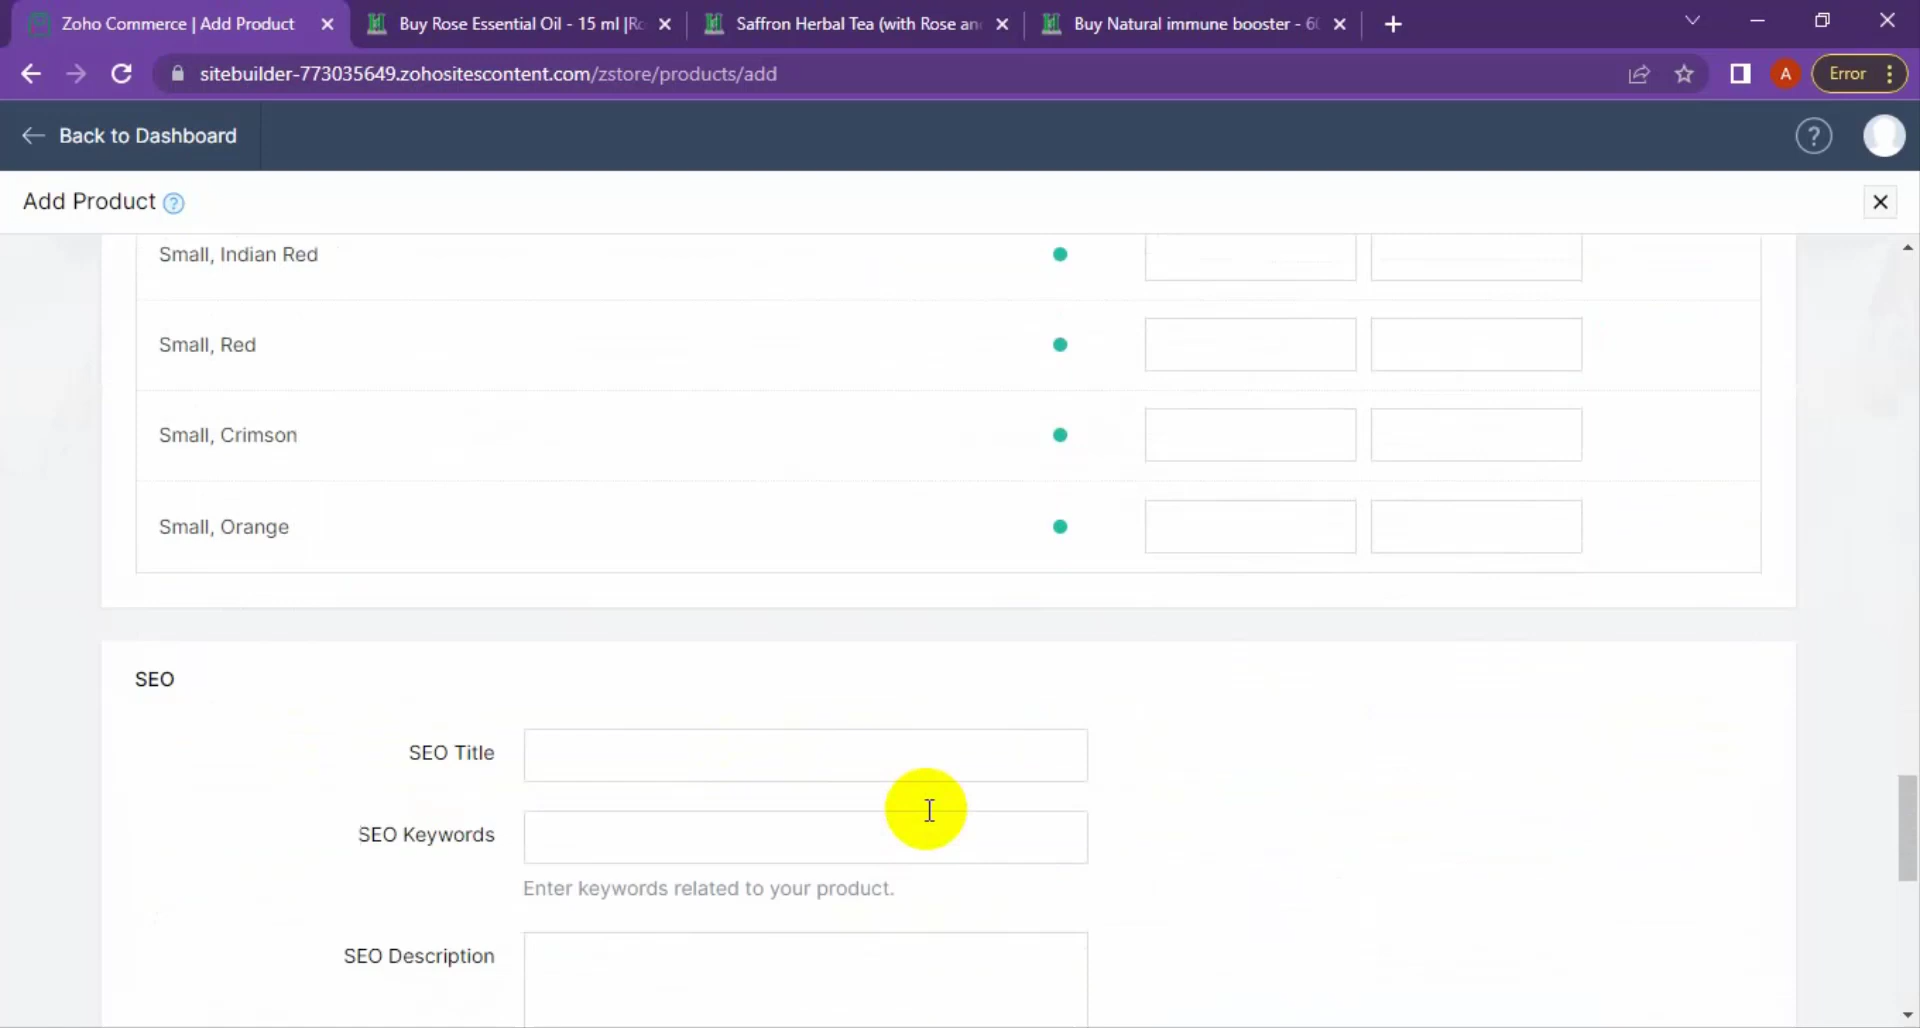 Zoho Commerce | Add Product
Buy Rose Essential Oil - 15 ml |Ro
Saffron Herbal Tea (with Rose an
Buy Natural immune booster - 60
sitebuilder-773035649.zohositescontent.com/zstore/products/add
A
Error
Back to Dashboard
?
Add Product ?
Small, Indian Red
Small, Red
Small, Crimson
Small, Orange
SEO
SEO Title
SEO Keywords
Enter keywords related to your product.
SEO Description